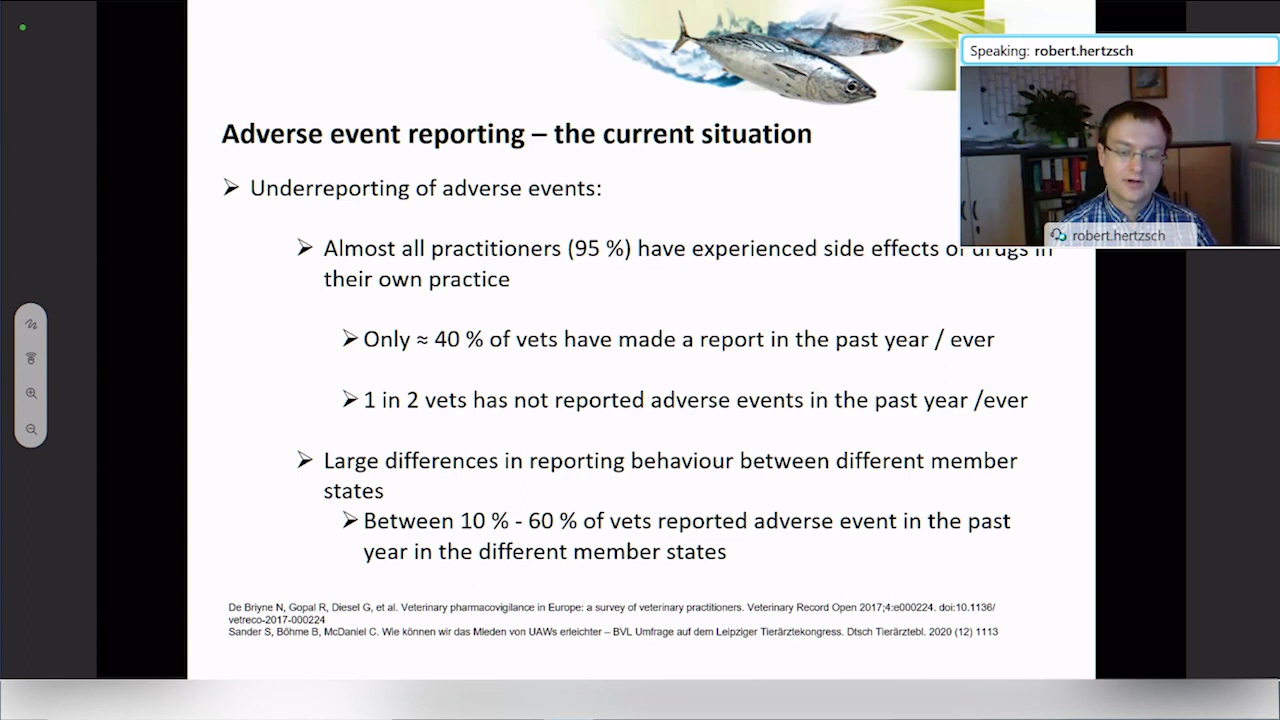 Speaking: robert.hertzsch
robert.hertzsch
Adverse event reporting – the current situation
Underreporting of adverse events:
Almost all practitioners (95 %) have experienced side effects of drugs in
their own practice
Only ≈ 40 % of vets have made a report in the past year / ever
1 in 2 vets has not reported adverse events in the past year /ever
Large differences in reporting behaviour between different member
states
Between 10 % - 60 % of vets reported adverse event in the past
year in the different member states
De Briyne N, Gopal R, Diesel G, et al. Veterinary pharmacovigilance in Europe: a survey of veterinary practitioners. Veterinary Record Open 2017;4:e000224. doi:10.1136/
vetreco-2017-000224
Sander S, Böhme B, McDaniel C. Wie können wir das Mleden von UAWs erleichter – BVL Umfrage auf dem Leipziger Tierärztekongress. Dtsch Tierärztebl. 2020 (12) 1113